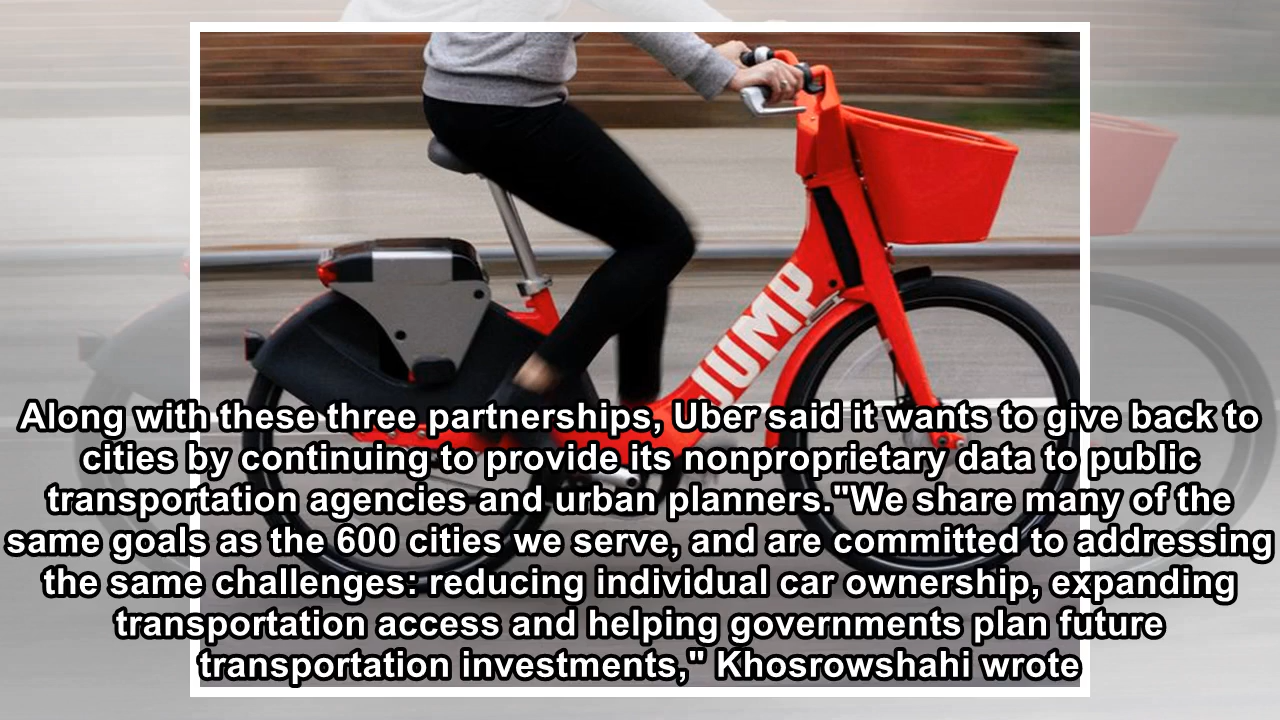 JUMP
Along with these three partnerships, Uber said it wants to give back to
cities by continuing to provide its nonproprietary data to public
transportation agencies and urban planners."We share many of the
same goals as the 600 cities we serve, and are committed to addressing
the same challenges: reducing individual car ownership, expanding
transportation access and helping governments plan future
transportation investments," Khosrowshahi wrote